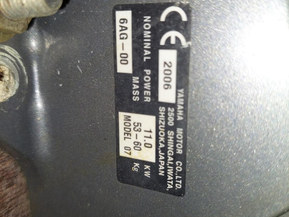 CE 2006
YAMAHA MOTOR CO.,LTD.
2500 SHINGAI,IWATA,
SHIZUOKA,JAPAN
6AG-00
NOMINAL POWER 11.0 KW
MASS 53-60 Kg
MODEL 07